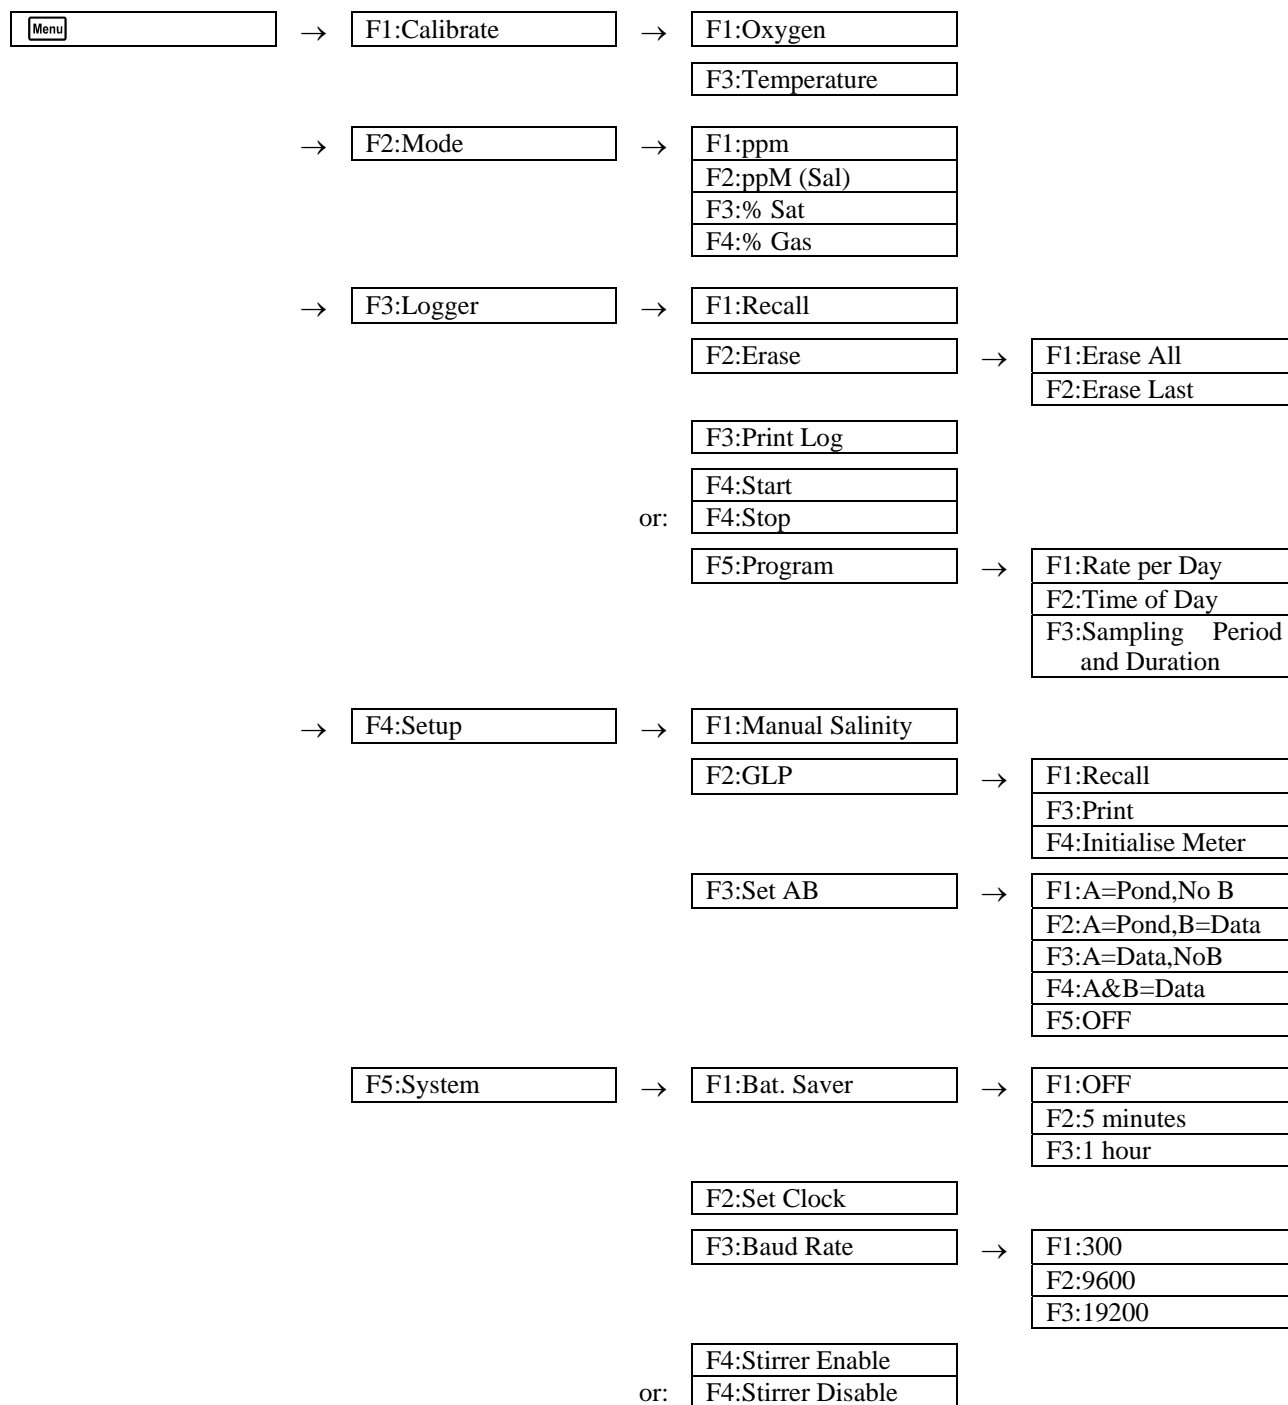 Menu → F1:Calibrate → F1:Oxygen
F3:Temperature
→ F2:Mode → F1:ppm
F2:ppM (Sal)
F3:% Sat
F4:% Gas
→ F3:Logger → F1:Recall
F2:Erase → F1:Erase All
F2:Erase Last
F3:Print Log
F4:Start
or: F4:Stop
F5:Program → F1:Rate per Day
F2:Time of Day
F3:Sampling Period
and Duration
→ F4:Setup → F1:Manual Salinity
F2:GLP → F1:Recall
F3:Print
F4:Initialise Meter
F3:Set AB → F1:A=Pond,No B
F2:A=Pond,B=Data
F3:A=Data,NoB
F4:A&B=Data
F5:OFF
F5:System → F1:Bat. Saver → F1:OFF
F2:5 minutes
F3:1 hour
F2:Set Clock
F3:Baud Rate → F1:300
F2:9600
F3:19200
F4:Stirrer Enable
or: F4:Stirrer Disable